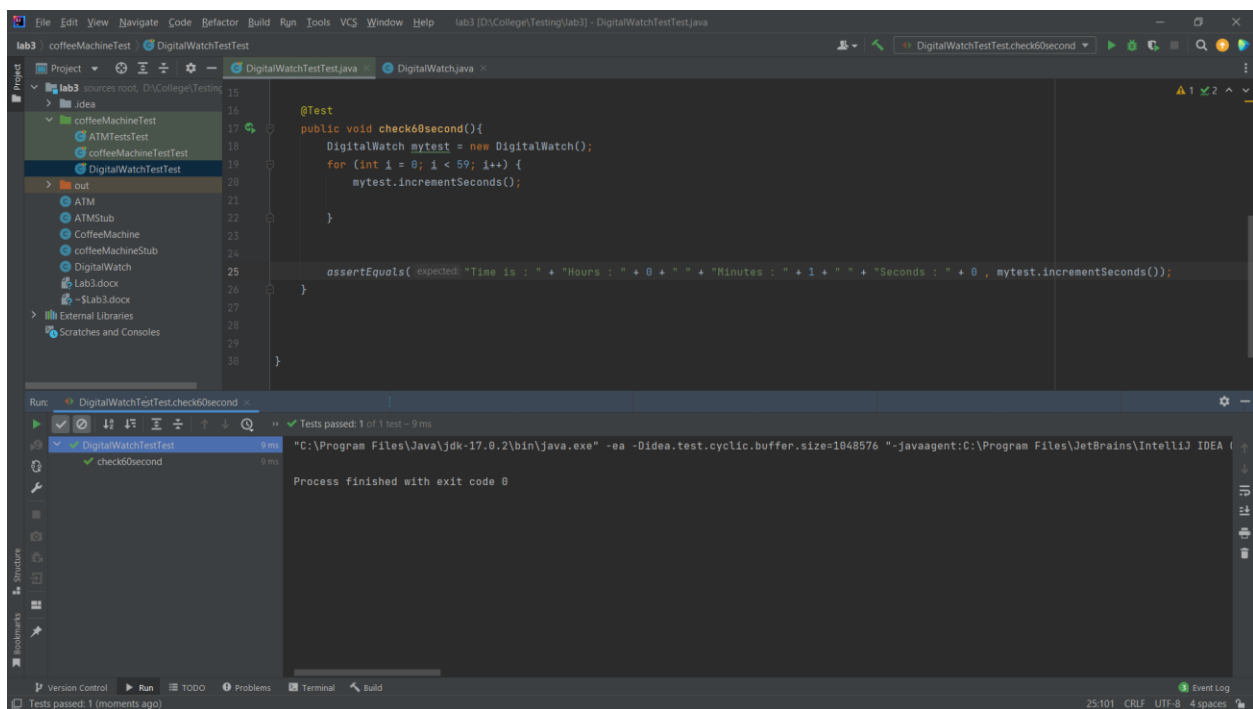 File Edit View Navigate Code Refactor Build Run Tools VCS Window Help lab3 [D:\College\Testing\lab3] - DigitalWatchTestTest.java
lab3 coffeeMachineTest DigitalWatchTestTest DigitalWatchTestTest.check60second
Project DigitalWatchTestTest.java DigitalWatch.java
Project
lab3 sources root, D:\College\Testing
.idea
coffeeMachineTest
ATMTestsTest
coffeeMachineTestTest
DigitalWatchTestTest
out
ATM
ATMStub
CoffeeMachine
coffeeMachineStub
DigitalWatch
Lab3.docx
~$Lab3.docx
External Libraries
Scratches and Consoles
1 2
15
16 @Test
17 public void check60second(){
18 DigitalWatch mytest = new DigitalWatch();
19 for (int i = 0; i < 59; i++) {
20 mytest.incrementSeconds();
21
22 }
23
24
25 assertEquals( expected: "Time is : " + "Hours : " + 0 + " " + "Minutes : " + 1 + " " + "Seconds : " + 0 , mytest.incrementSeconds());
26 }
27
28
29
30 }
Run: DigitalWatchTestTest.check60second
Tests passed: 1 of 1 test – 9 ms
DigitalWatchTestTest 9 ms
check60second 9 ms
"C:\Program Files\Java\jdk-17.0.2\bin\java.exe" -ea -Didea.test.cyclic.buffer.size=1048576 "-javaagent:C:\Program Files\JetBrains\IntelliJ IDEA (
Process finished with exit code 0
Structure
Bookmarks
Version Control Run TODO Problems Terminal Build 3 Event Log
Tests passed: 1 (moments ago) 25:101 CRLF UTF-8 4 spaces